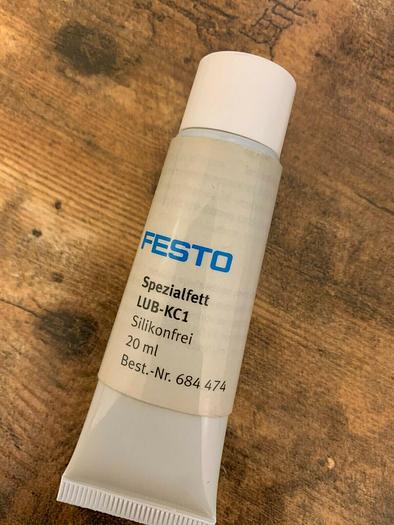 FESTO
Spezialfett
LUB-KC1
Silikonfrei
20 ml
Best.-Nr. 684 474